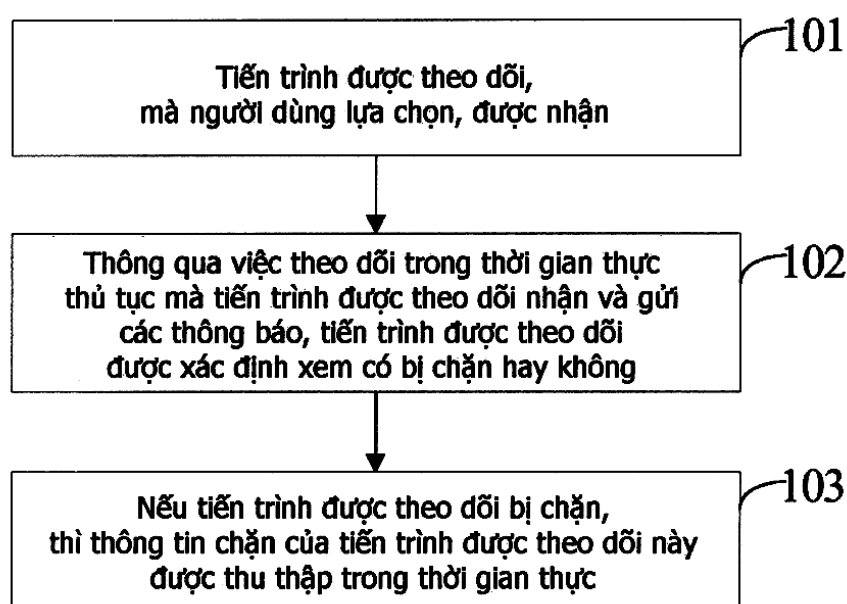 101
Tiến trình được theo dõi,
mà người dùng lựa chọn, được nhận
102
Thông qua việc theo dõi trong thời gian thực
thủ tục mà tiến trình được theo dõi nhận và gửi
các thông báo, tiến trình được theo dõi
được xác định xem có bị chặn hay không
103
Nếu tiến trình được theo dõi bị chặn,
thì thông tin chặn của tiến trình được theo dõi này
được thu thập trong thời gian thực